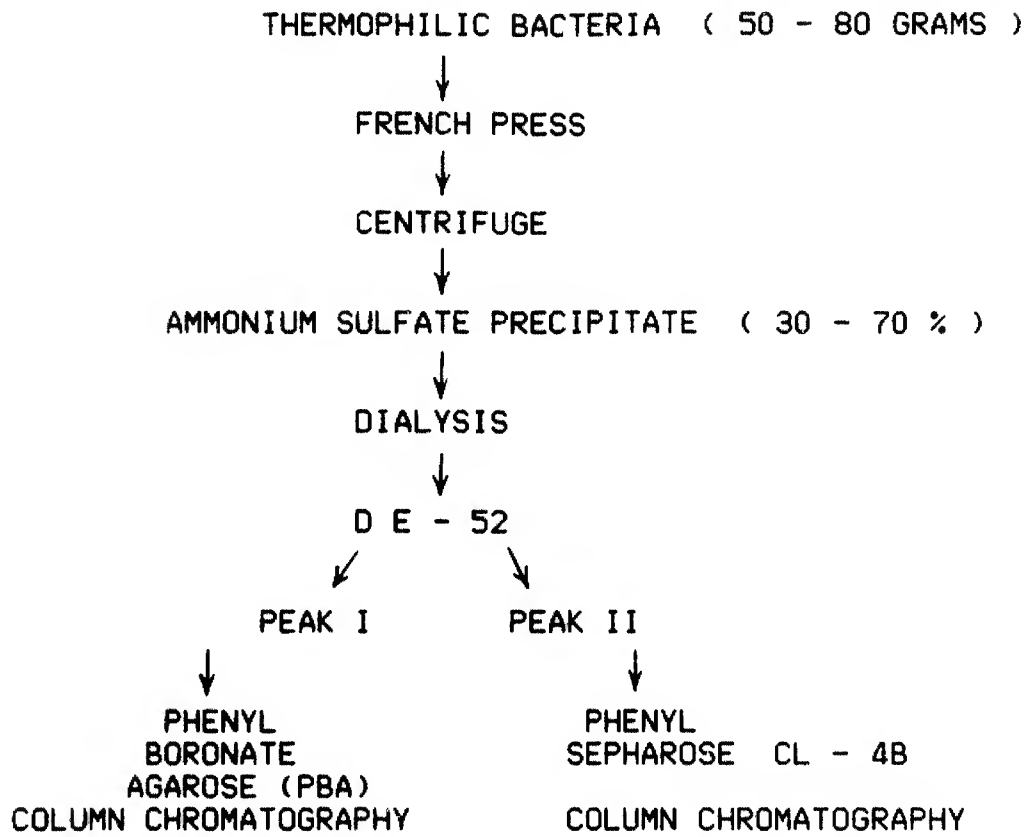 THERMOPHILIC BACTERIA ( 50 - 80 GRAMS )
FRENCH PRESS
CENTRIFUGE
AMMONIUM SULFATE PRECIPITATE ( 30 - 70 % )
DIALYSIS
D E - 52
PEAK I
PEAK II
PHENYL
BORONATE
AGAROSE (PBA)
COLUMN CHROMATOGRAPHY
PHENYL
SEPHAROSE CL - 4B
COLUMN CHROMATOGRAPHY